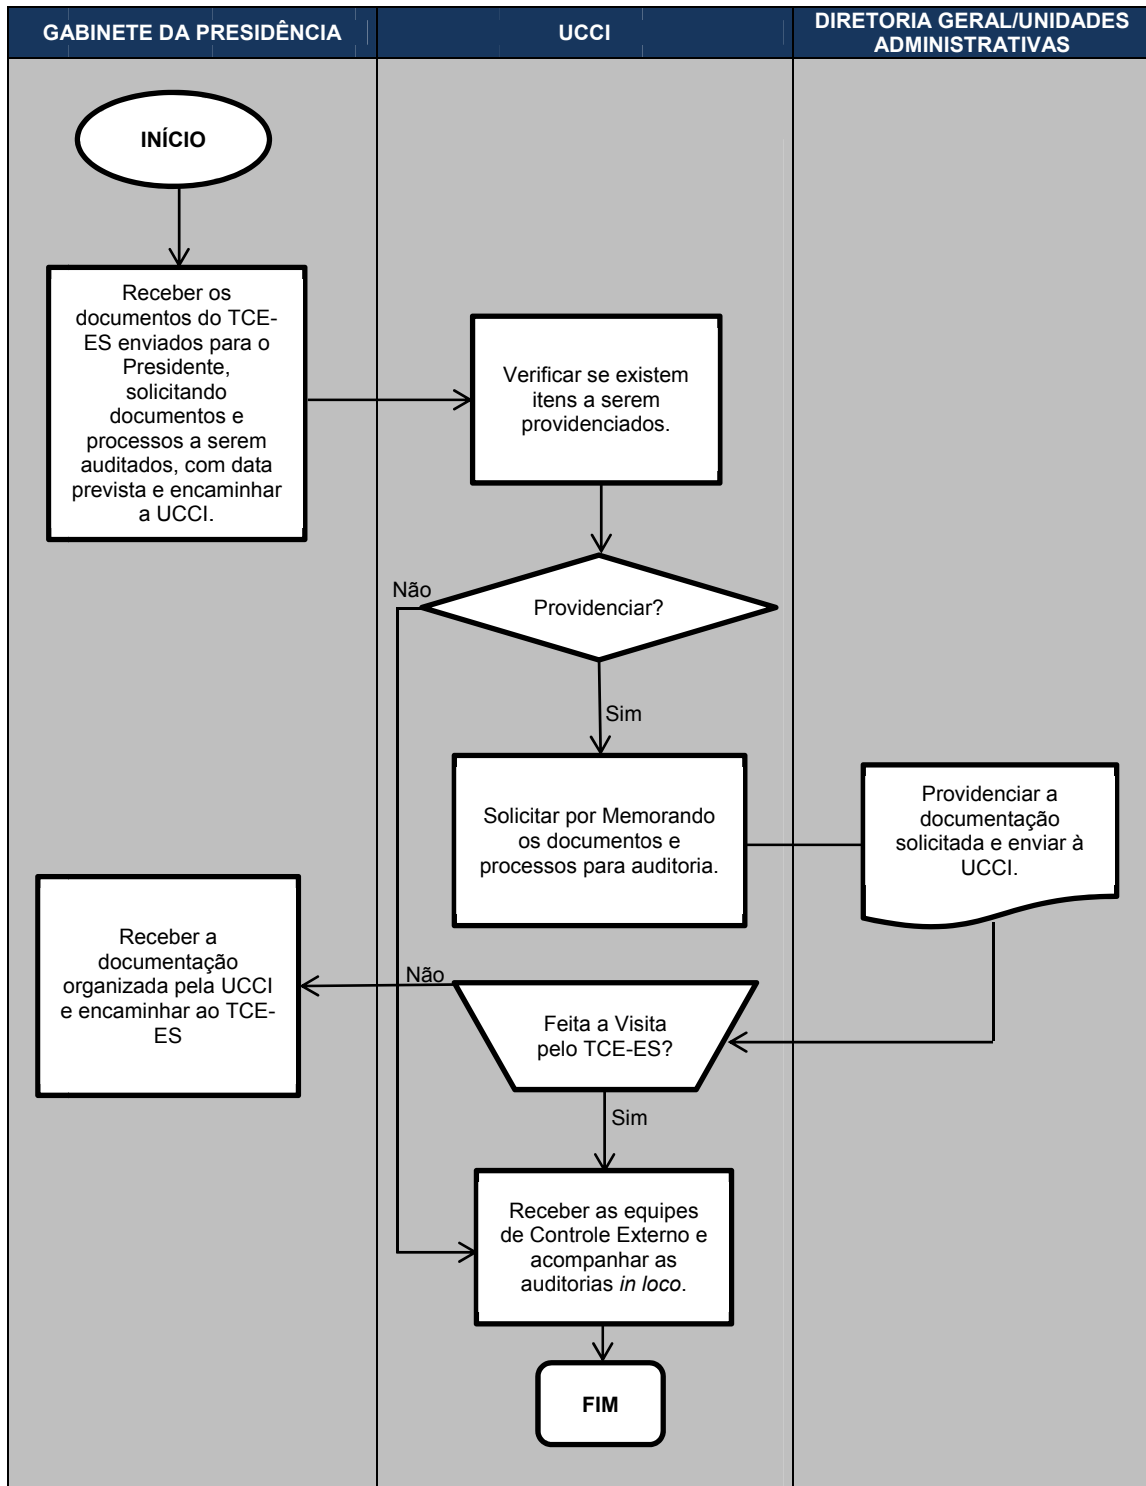 GABINETE DA PRESIDÊNCIA
UCCI
DIRETORIA GERAL/UNIDADES
ADMINISTRATIVAS
INÍCIO
Receber os
documentos do TCE-
ES enviados para o
Presidente,
solicitando
documentos e
processos a serem
auditados, com data
prevista e encaminhar
a UCCI.
Verificar se existem
itens a serem
providenciados.
Não
Providenciar?
Sim
Solicitar por Memorando
os documentos e
processos para auditoria.
Providenciar a
documentação
solicitada e enviar à
UCCI.
Receber a
documentação
organizada pela UCCI
e encaminhar ao TCE-
ES
Não
Feita a Visita
pelo TCE-ES?
Sim
Receber as equipes
de Controle Externo e
acompanhar as
auditorias in loco.
FIM